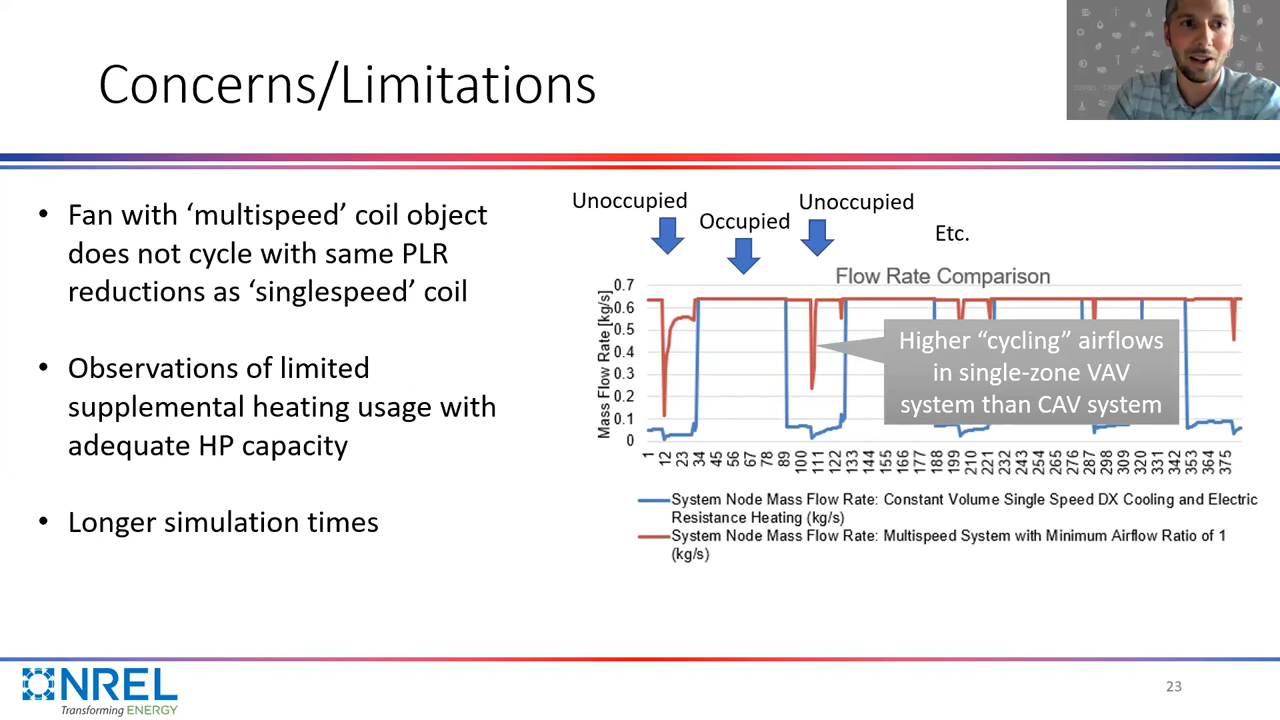 Concerns/Limitations
• Fan with ‘multispeed’ coil object
does not cycle with same PLR
reductions as ‘singlespeed’ coil
• Observations of limited
supplemental heating usage with
adequate HP capacity
• Longer simulation times
Unoccupied
Occupied
Unoccupied
Etc.
Flow Rate Comparison
Mass Flow Rate [kg/s]
0.7
0.6
0.5
0.4
0.3
0.2
0.1
0
Higher “cycling” airflows
in single-zone VAV
system than CAV system
1 12 23 34 45 56 67 78 89 100 111 122 133 144 155 166 177 188 199 210 221 232 243 254 265 276 287 298 309 320 331 342 353 364 375
System Node Mass Flow Rate: Constant Volume Single Speed DX Cooling and Electric
Resistance Heating (kg/s)
System Node Mass Flow Rate: Multispeed System with Minimum Airflow Ratio of 1
(kg/s)
NREL
Transforming ENERGY
23